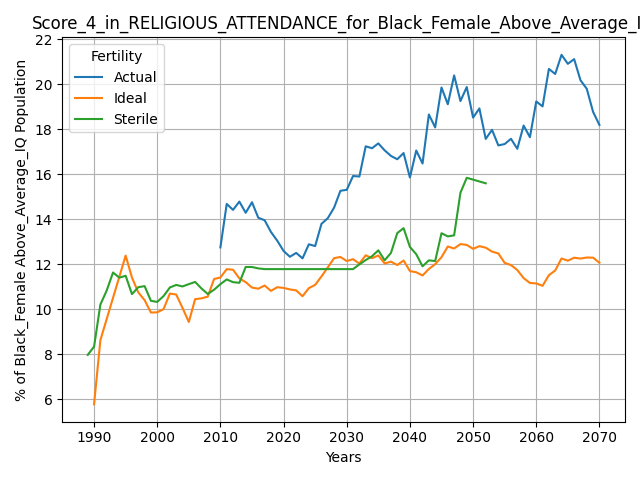 Score_4_in_RELIGIOUS_ATTENDANCE_for_Black_Female_Above_Average_I
% of Black_Female Above_Average_IQ Population
22
20
18
16
14
12
10
8
6
Fertility
Actual
Ideal
Sterile
1990 2000 2010 2020 2030 2040 2050 2060 2070
Years